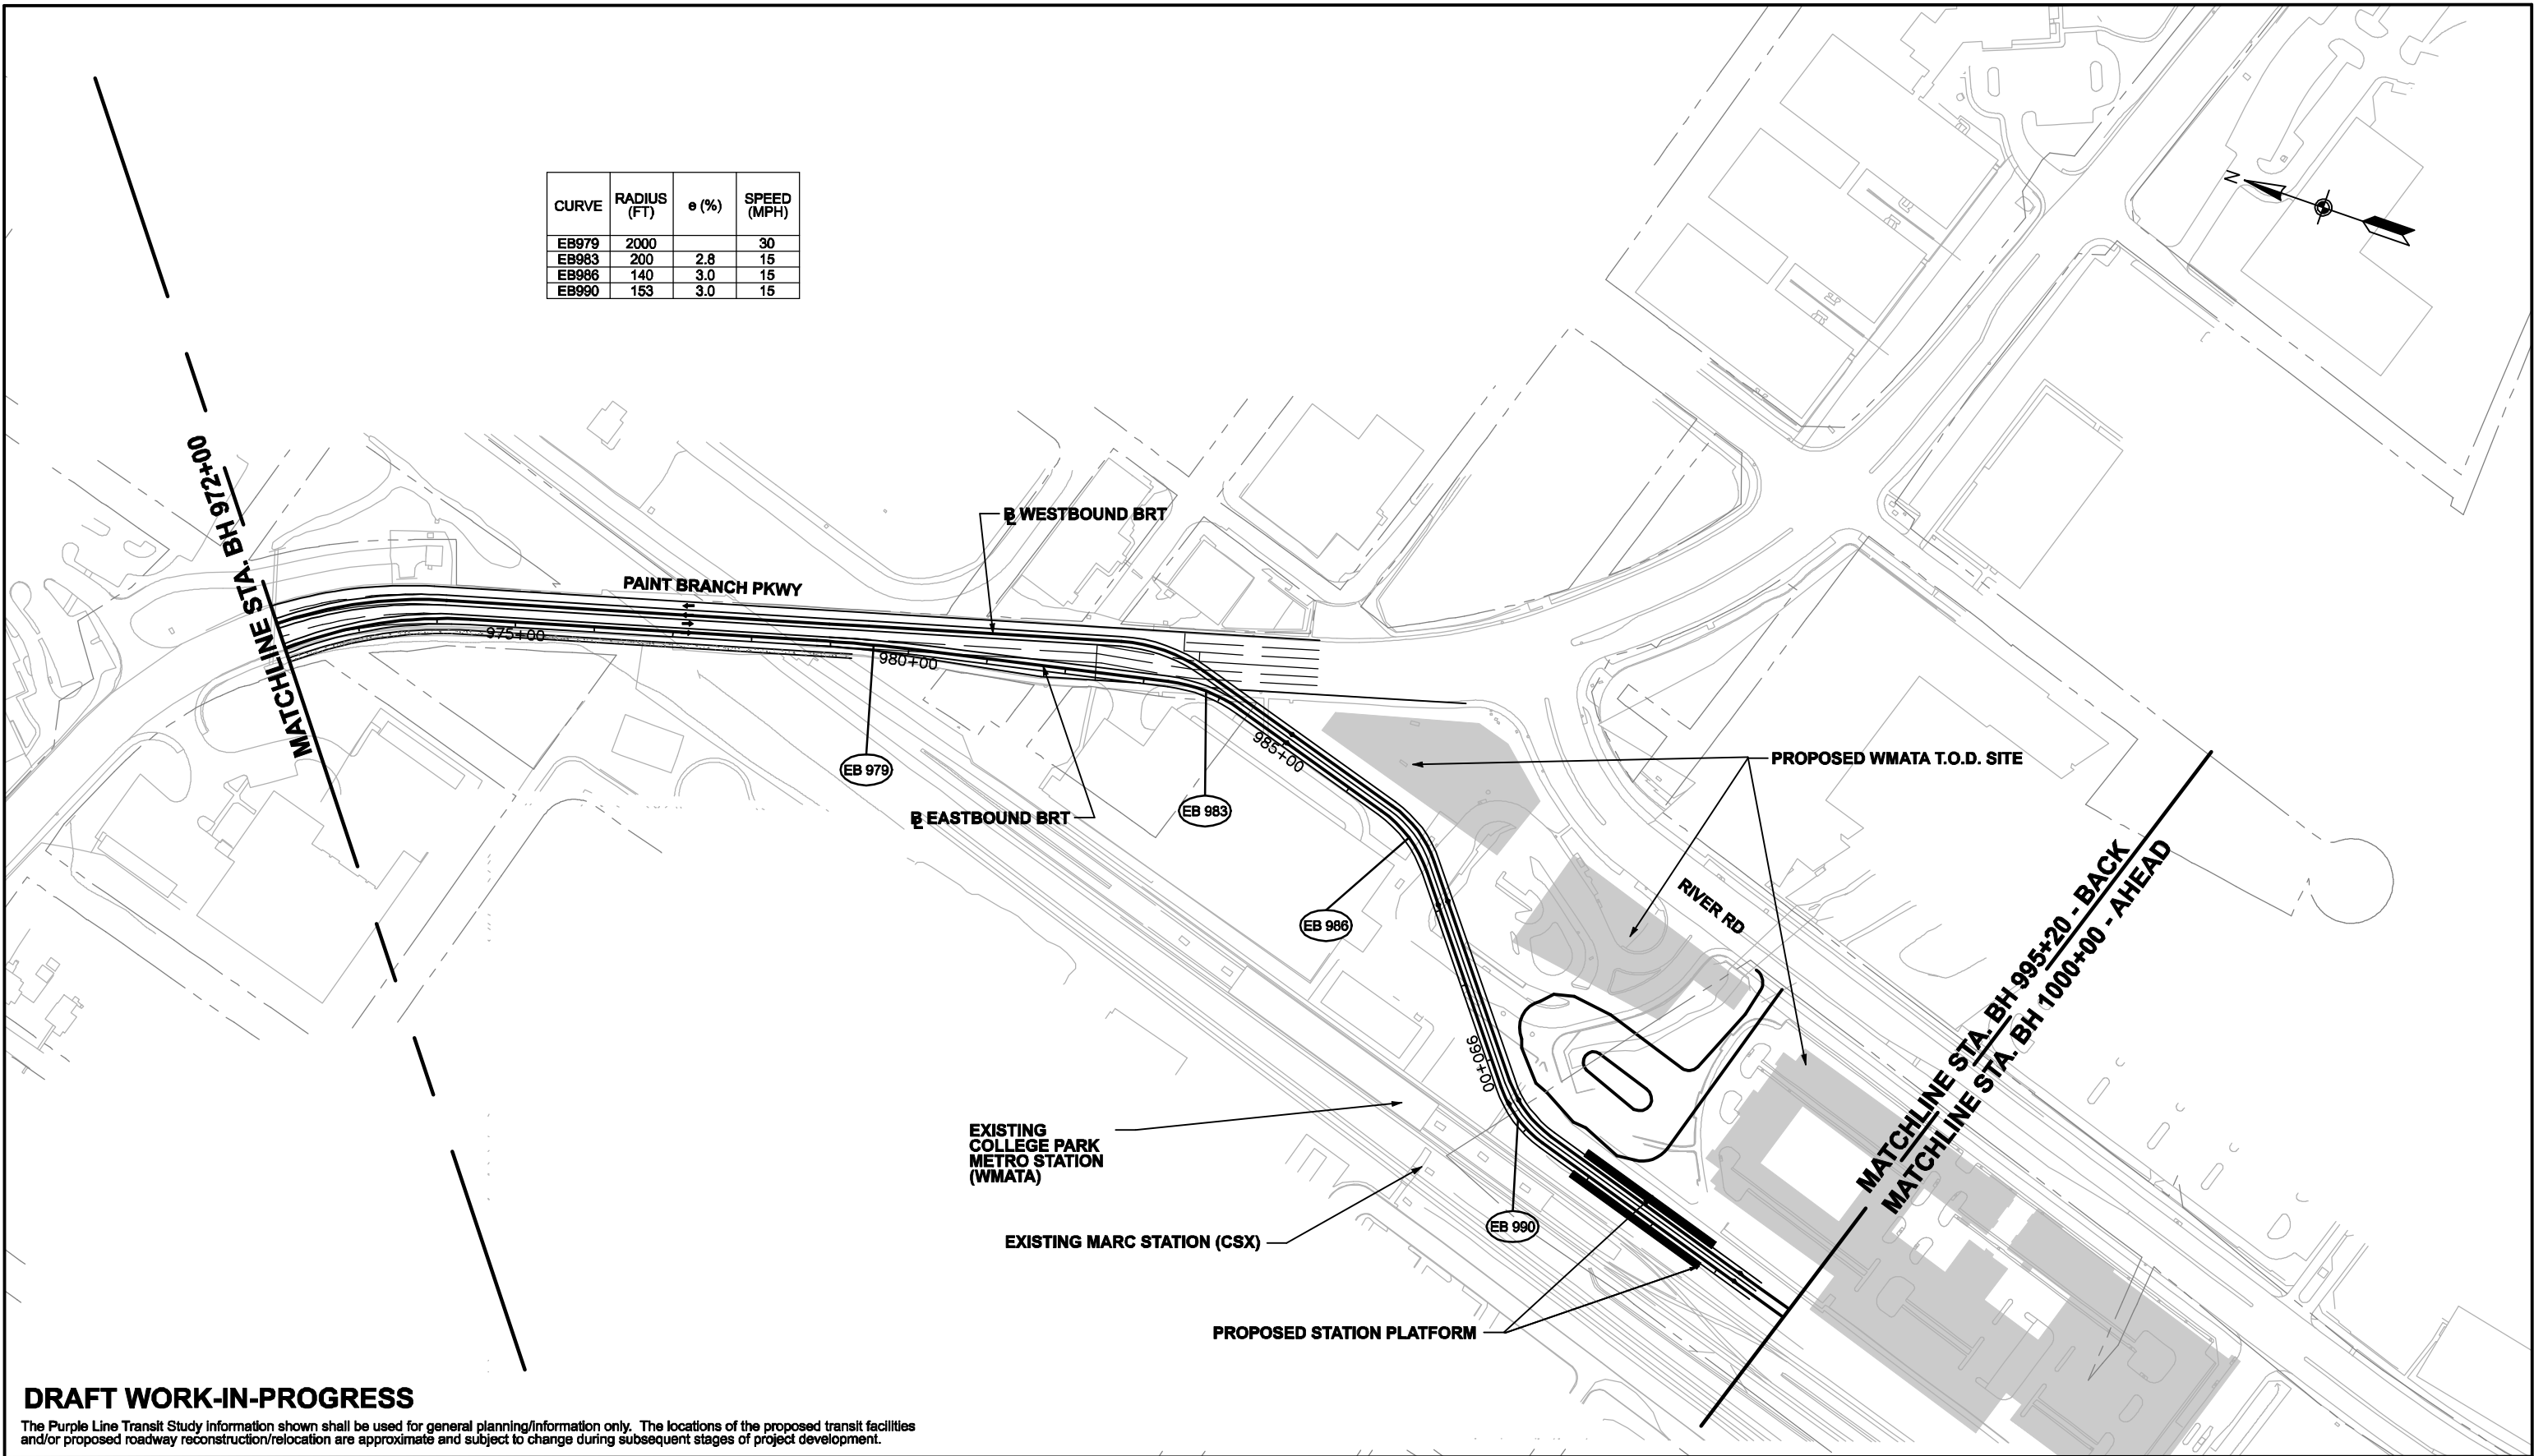 CURVE RADIUS (FT) e (%) SPEED (MPH)
EB979 2000 30
EB983 200 2.8 15
EB986 140 3.0 15
EB990 153 3.0 15
N
MATCHLINE STA. BH 972+00
BL WESTBOUND BRT
PAINT BRANCH PKWY
975+00
980+00
EB 979
BL EASTBOUND BRT
EB 983
985+00
PROPOSED WMATA T.O.D. SITE
EB 986
RIVER RD
990+00
MATCHLINE STA. BH 995+20 - BACK
MATCHLINE STA. BH 1000+00 - AHEAD
EXISTING
COLLEGE PARK
METRO STATION
(WMATA)
EB 990
EXISTING MARC STATION (CSX)
PROPOSED STATION PLATFORM
DRAFT WORK-IN-PROGRESS
The Purple Line Transit Study information shown shall be used for general planning/information only. The locations of the proposed transit facilities
and/or proposed roadway reconstruction/relocation are approximate and subject to change during subsequent stages of project development.